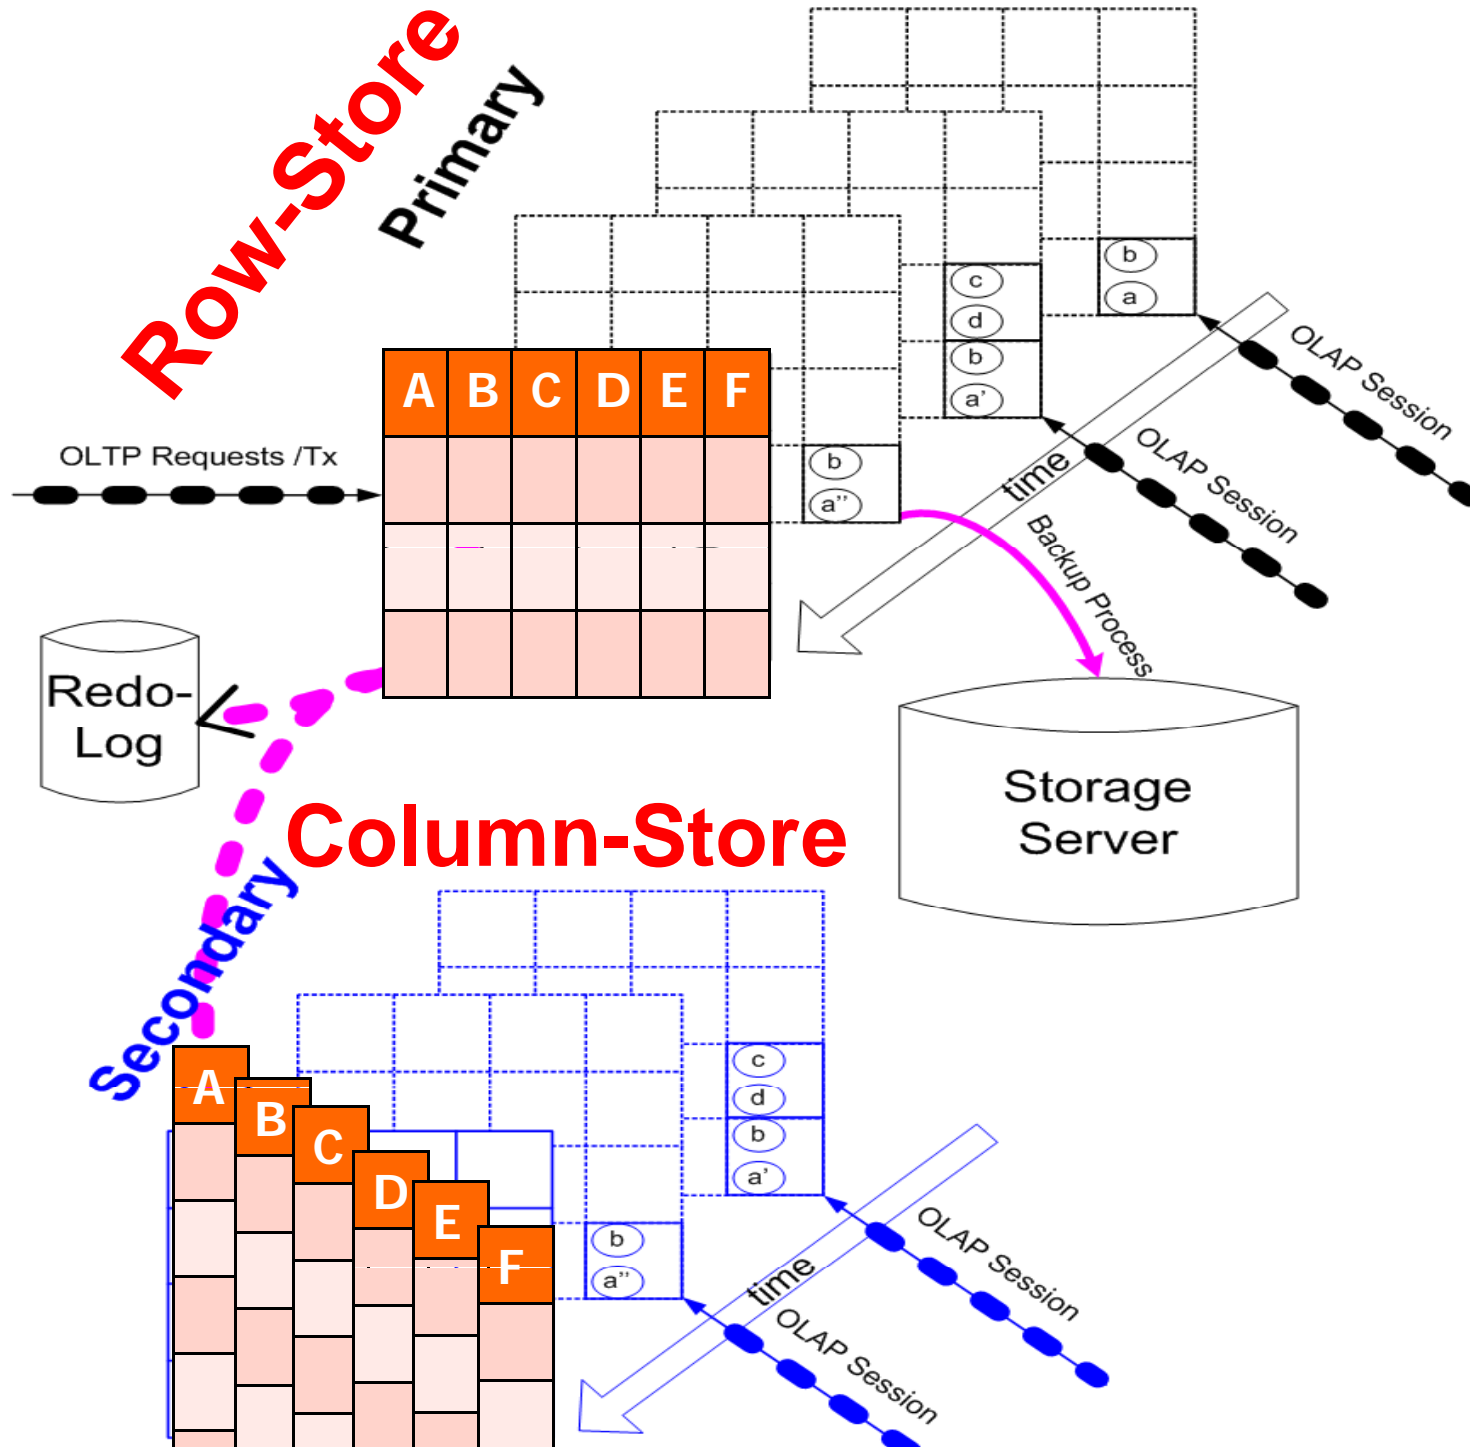 Row-Store
Primary
b
a
c
d
b
a'
OLAP Session
A B C D E F
OLTP Requests /Tx
b
a''
time
OLAP Session
Backup Process
Redo-
Log
Storage
Server
Column-Store
Secondary
c
d
b
a'
A
B
C
D
E
F
b
a''
time
OLAP Session
OLAP Session